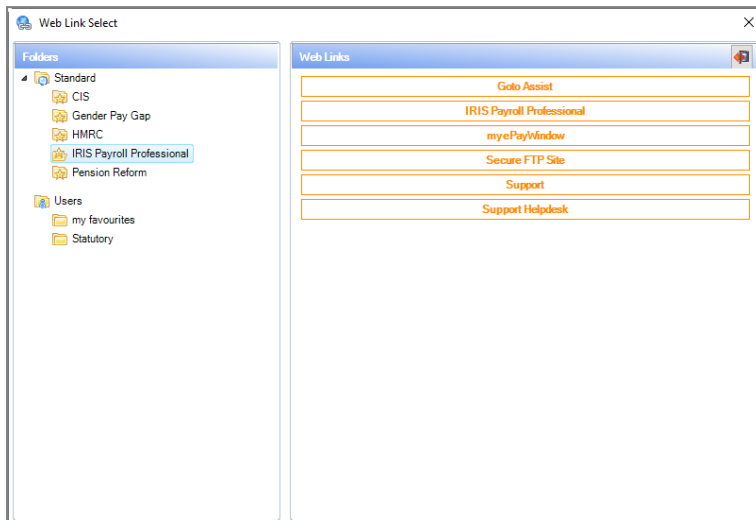 Web Link Select
Folders
Standard
CIS
Gender Pay Gap
HMRC
IRIS Payroll Professional
Pension Reform
Users
my favourites
Statutory
Web Links
Goto Assist
IRIS Payroll Professional
myePayWindow
Secure FTP Site
Support
Support Helpdesk